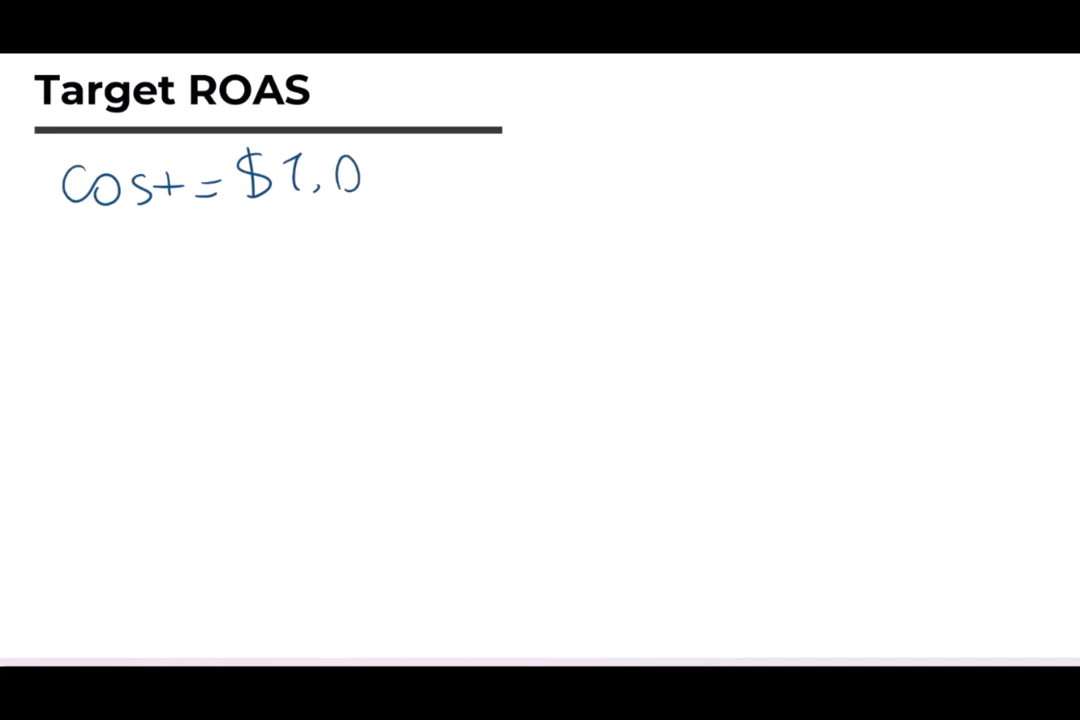 Target ROAS
Cost = $1,0